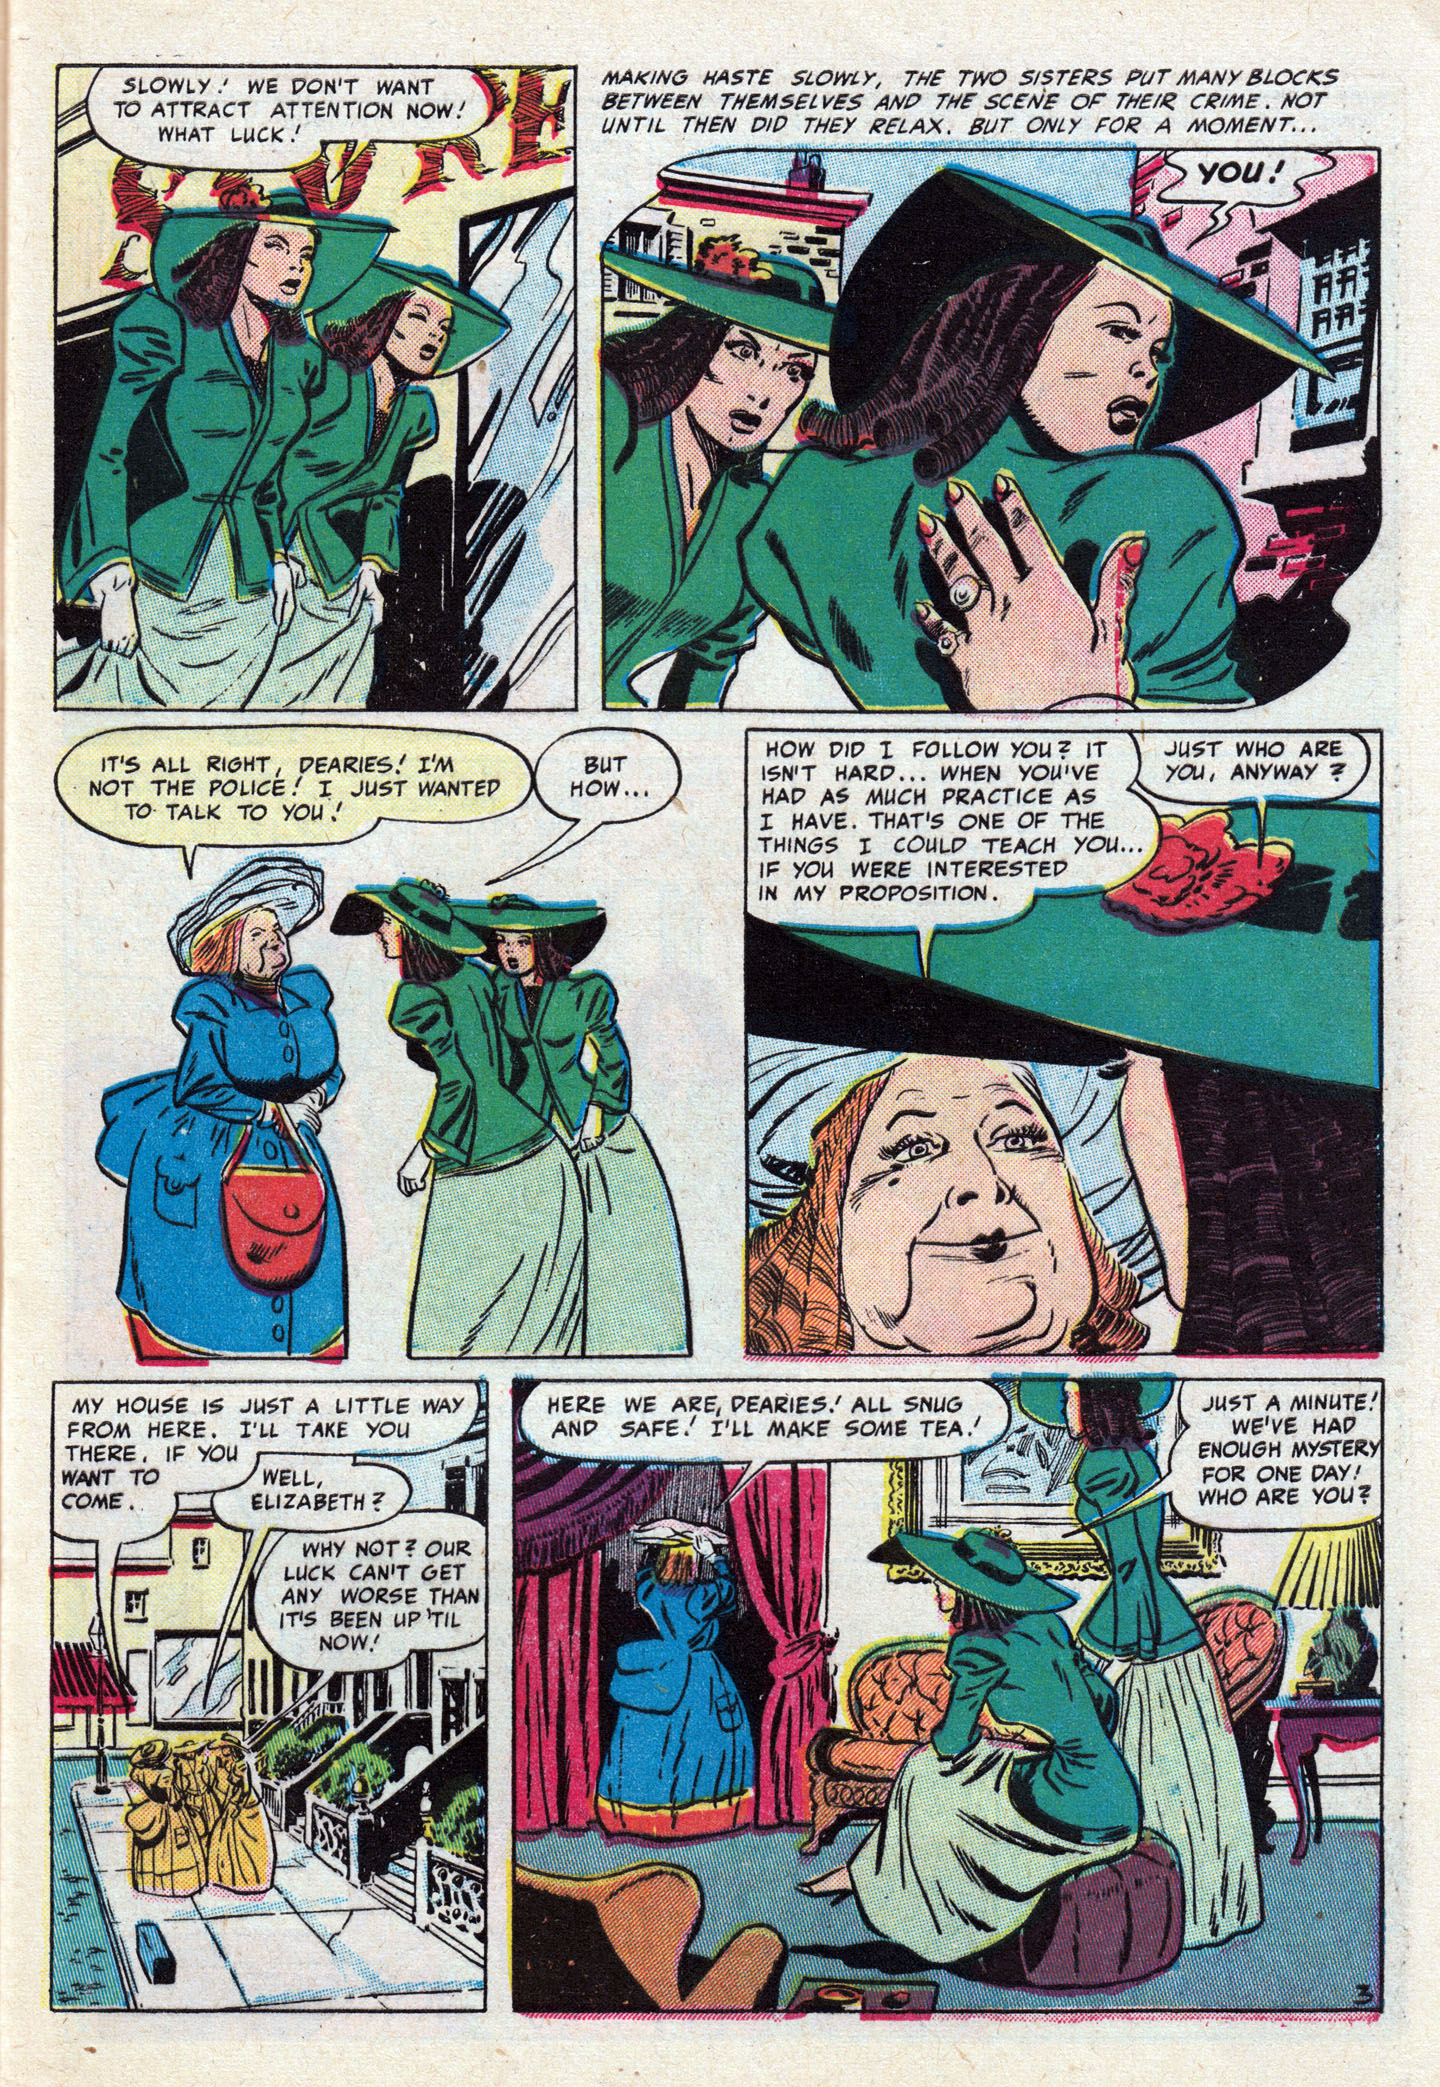 SLOWLY! WE DON'T WANT
TO ATTRACT ATTENTION NOW!
WHAT LUCK!
MAKING HASTE SLOWLY, THE TWO SISTERS PUT MANY BLOCKS
BETWEEN THEMSELVES AND THE SCENE OF THEIR CRIME. NOT
UNTIL THEN DID THEY RELAX. BUT ONLY FOR A MOMENT...
YOU!
IT'S ALL RIGHT, DEARIES! I'M
NOT THE POLICE! I JUST WANTED
TO TALK TO YOU!
BUT
HOW...
HOW DID I FOLLOW YOU? IT
ISN'T HARD... WHEN YOU'VE
HAD AS MUCH PRACTICE AS
I HAVE. THAT'S ONE OF THE
THINGS I COULD TEACH YOU...
IF YOU WERE INTERESTED
IN MY PROPOSITION.
JUST WHO ARE
YOU, ANYWAY?
MY HOUSE IS JUST A LITTLE WAY
FROM HERE. I'LL TAKE YOU
THERE. IF YOU
WANT TO
COME.
WELL,
ELIZABETH?
WHY NOT? OUR
LUCK CAN'T GET
ANY WORSE THAN
IT'S BEEN UP 'TIL
NOW!
HERE WE ARE, DEARIES! ALL SNUG
AND SAFE! I'LL MAKE SOME TEA!
JUST A MINUTE!
WE'VE HAD
ENOUGH MYSTERY
FOR ONE DAY!
WHO ARE YOU?
3